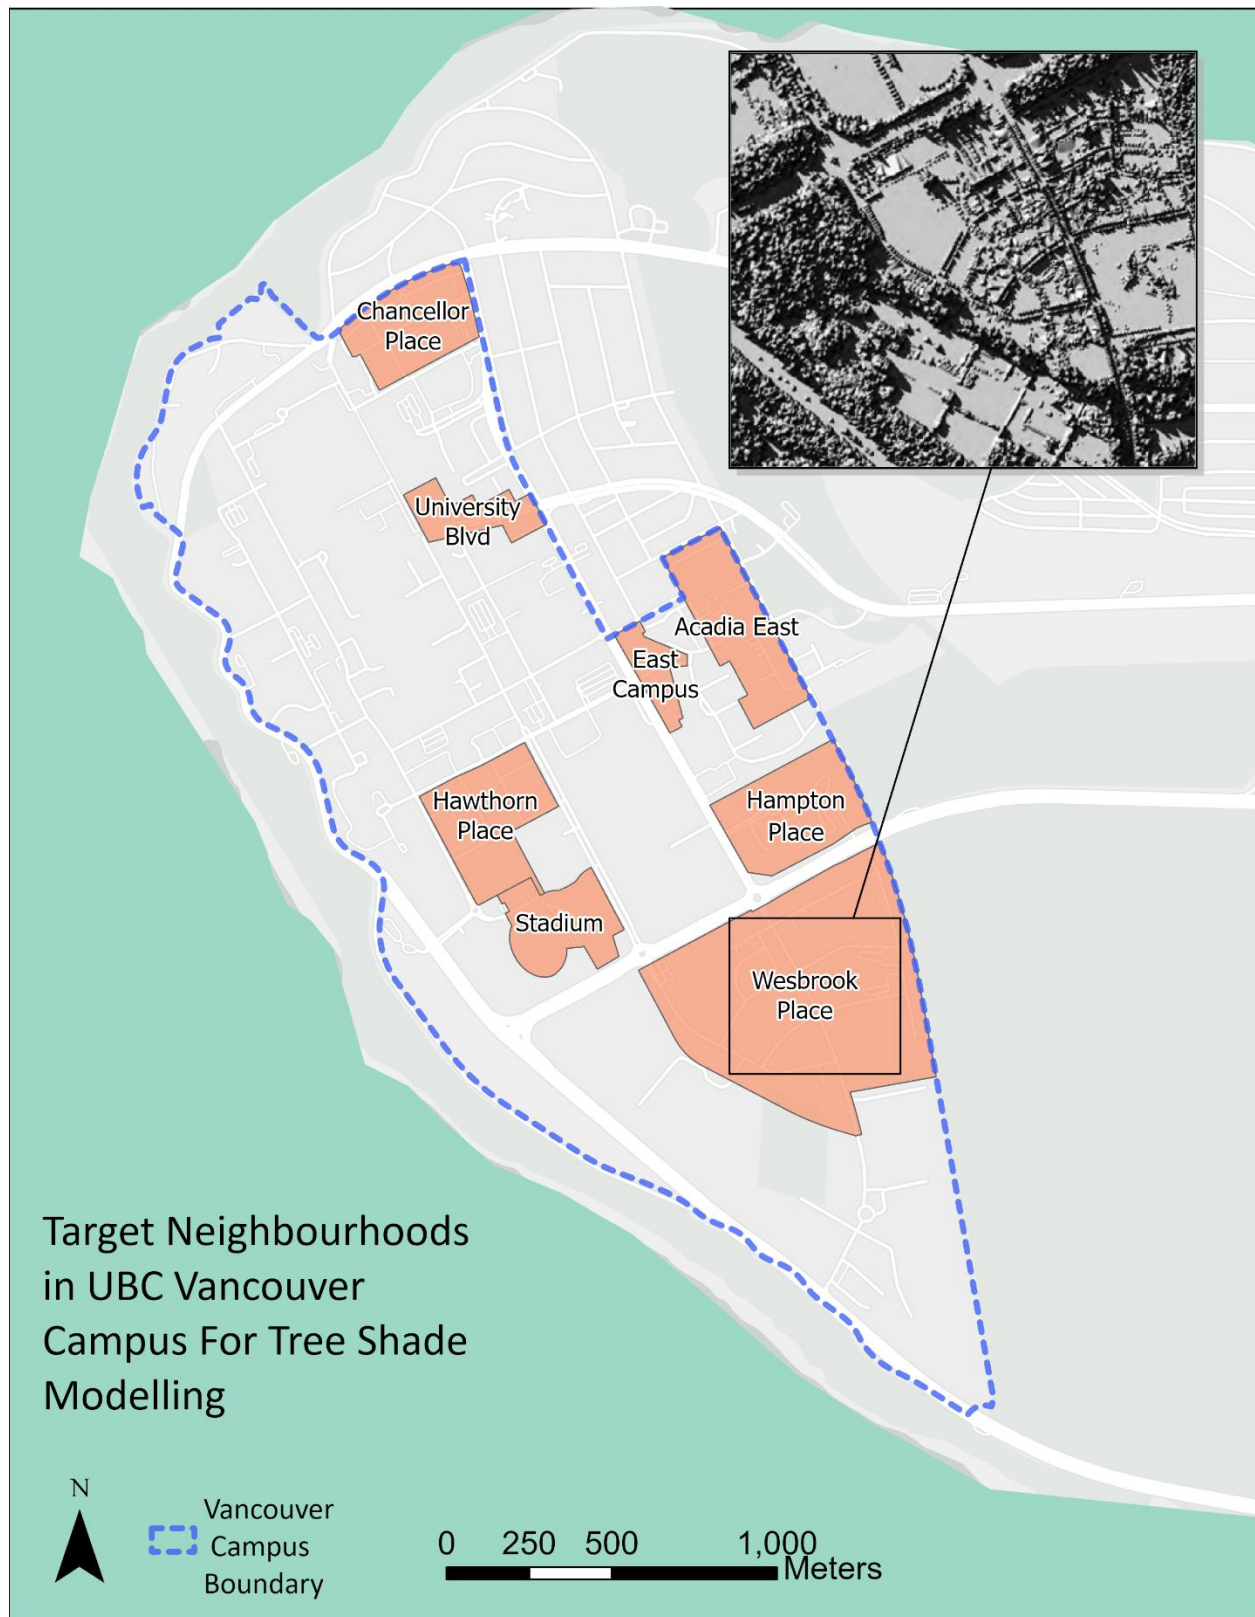 Chancellor
Place
University
Blvd
Acadia East
East
Campus
Hawthorn
Place
Hampton
Place
Stadium
Wesbrook
Place
Target Neighbourhoods
in UBC Vancouver
Campus For Tree Shade
Modelling
N
Vancouver
Campus
Boundary
0 250 500 1,000
Meters